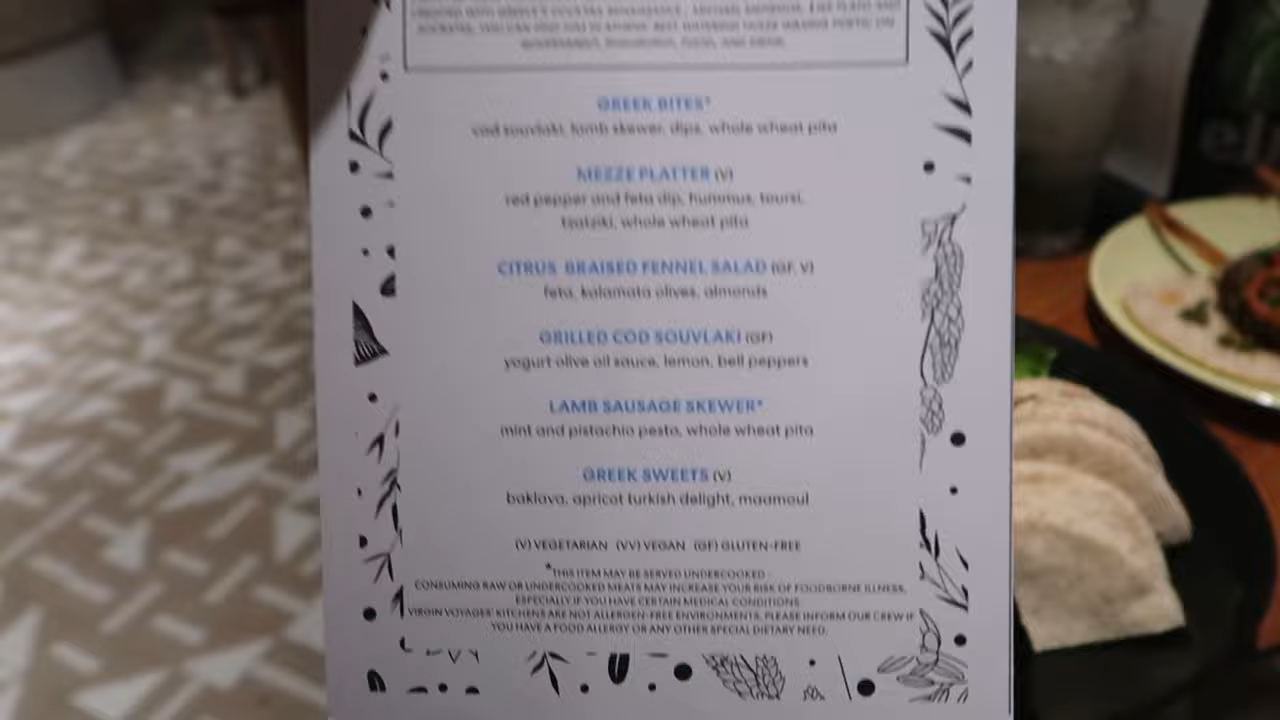 GREEK BITES*
cod souvlaki, lamb skewer, dips, whole wheat pita
MEZZE PLATTER (V)
red pepper and feta dip, hummus, toursi,
tzatziki, whole wheat pita
CITRUS BRAISED FENNEL SALAD (GF, V)
feta, kalamata olives, almonds
GRILLED COD SOUVLAKI (GF)
yogurt olive oil sauce, lemon, bell peppers
LAMB SAUSAGE SKEWER*
mint and pistachio pesto, whole wheat pita
GREEK SWEETS (V)
baklava, apricot turkish delight, maamoul
(V) VEGETARIAN (VV) VEGAN (GF) GLUTEN-FREE
*THIS ITEM MAY BE SERVED UNDERCOOKED -
CONSUMING RAW OR UNDERCOOKED MEATS MAY INCREASE YOUR RISK OF FOODBORNE ILLNESS,
ESPECIALLY IF YOU HAVE CERTAIN MEDICAL CONDITIONS
VIRGIN VOYAGES' KITCHENS ARE NOT ALLERGEN-FREE ENVIRONMENTS, PLEASE INFORM OUR CREW IF
YOU HAVE A FOOD ALLERGY OR ANY OTHER SPECIAL DIETARY NEED.